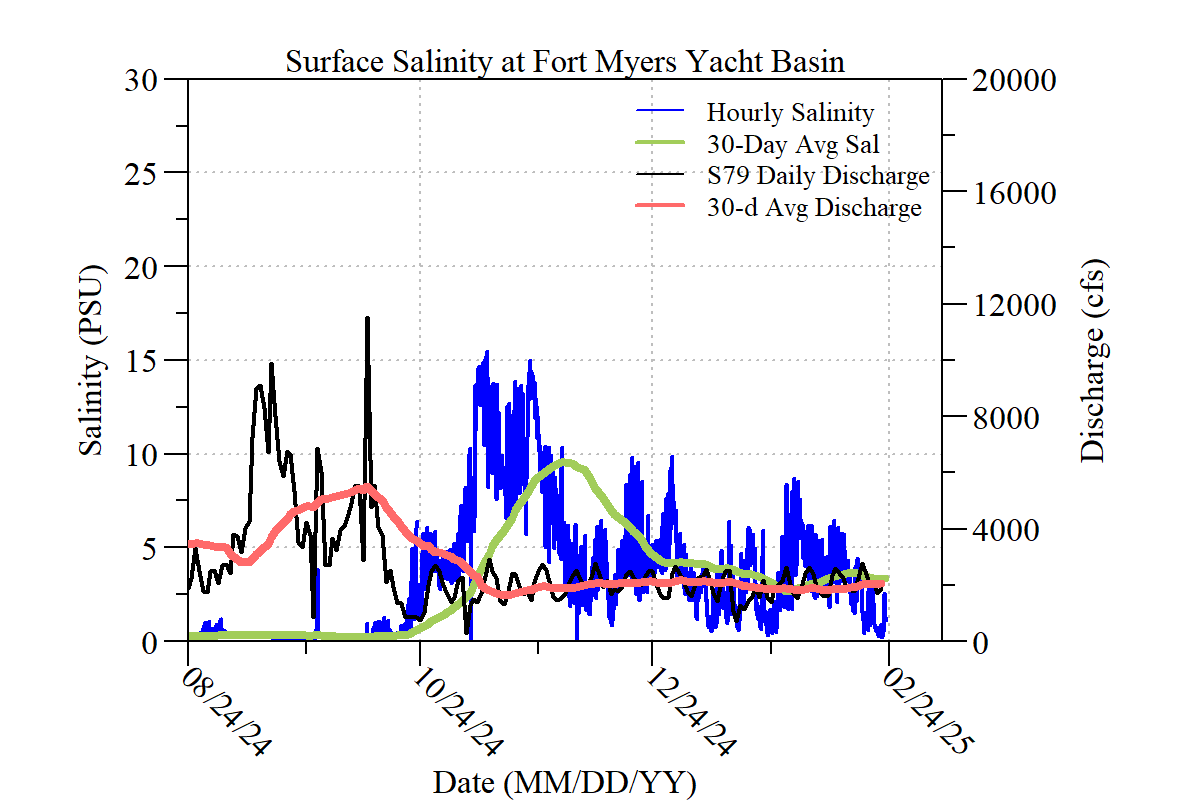 Surface Salinity at Fort Myers Yacht Basin
30
25
20
15
10
5
0
Salinity (PSU)
Hourly Salinity
30-Day Avg Sal
S79 Daily Discharge
30-d Avg Discharge
20000
16000
12000
8000
4000
0
Discharge (cfs)
08/24/24
10/24/24
12/24/24
02/24/25
Date (MM/DD/YY)